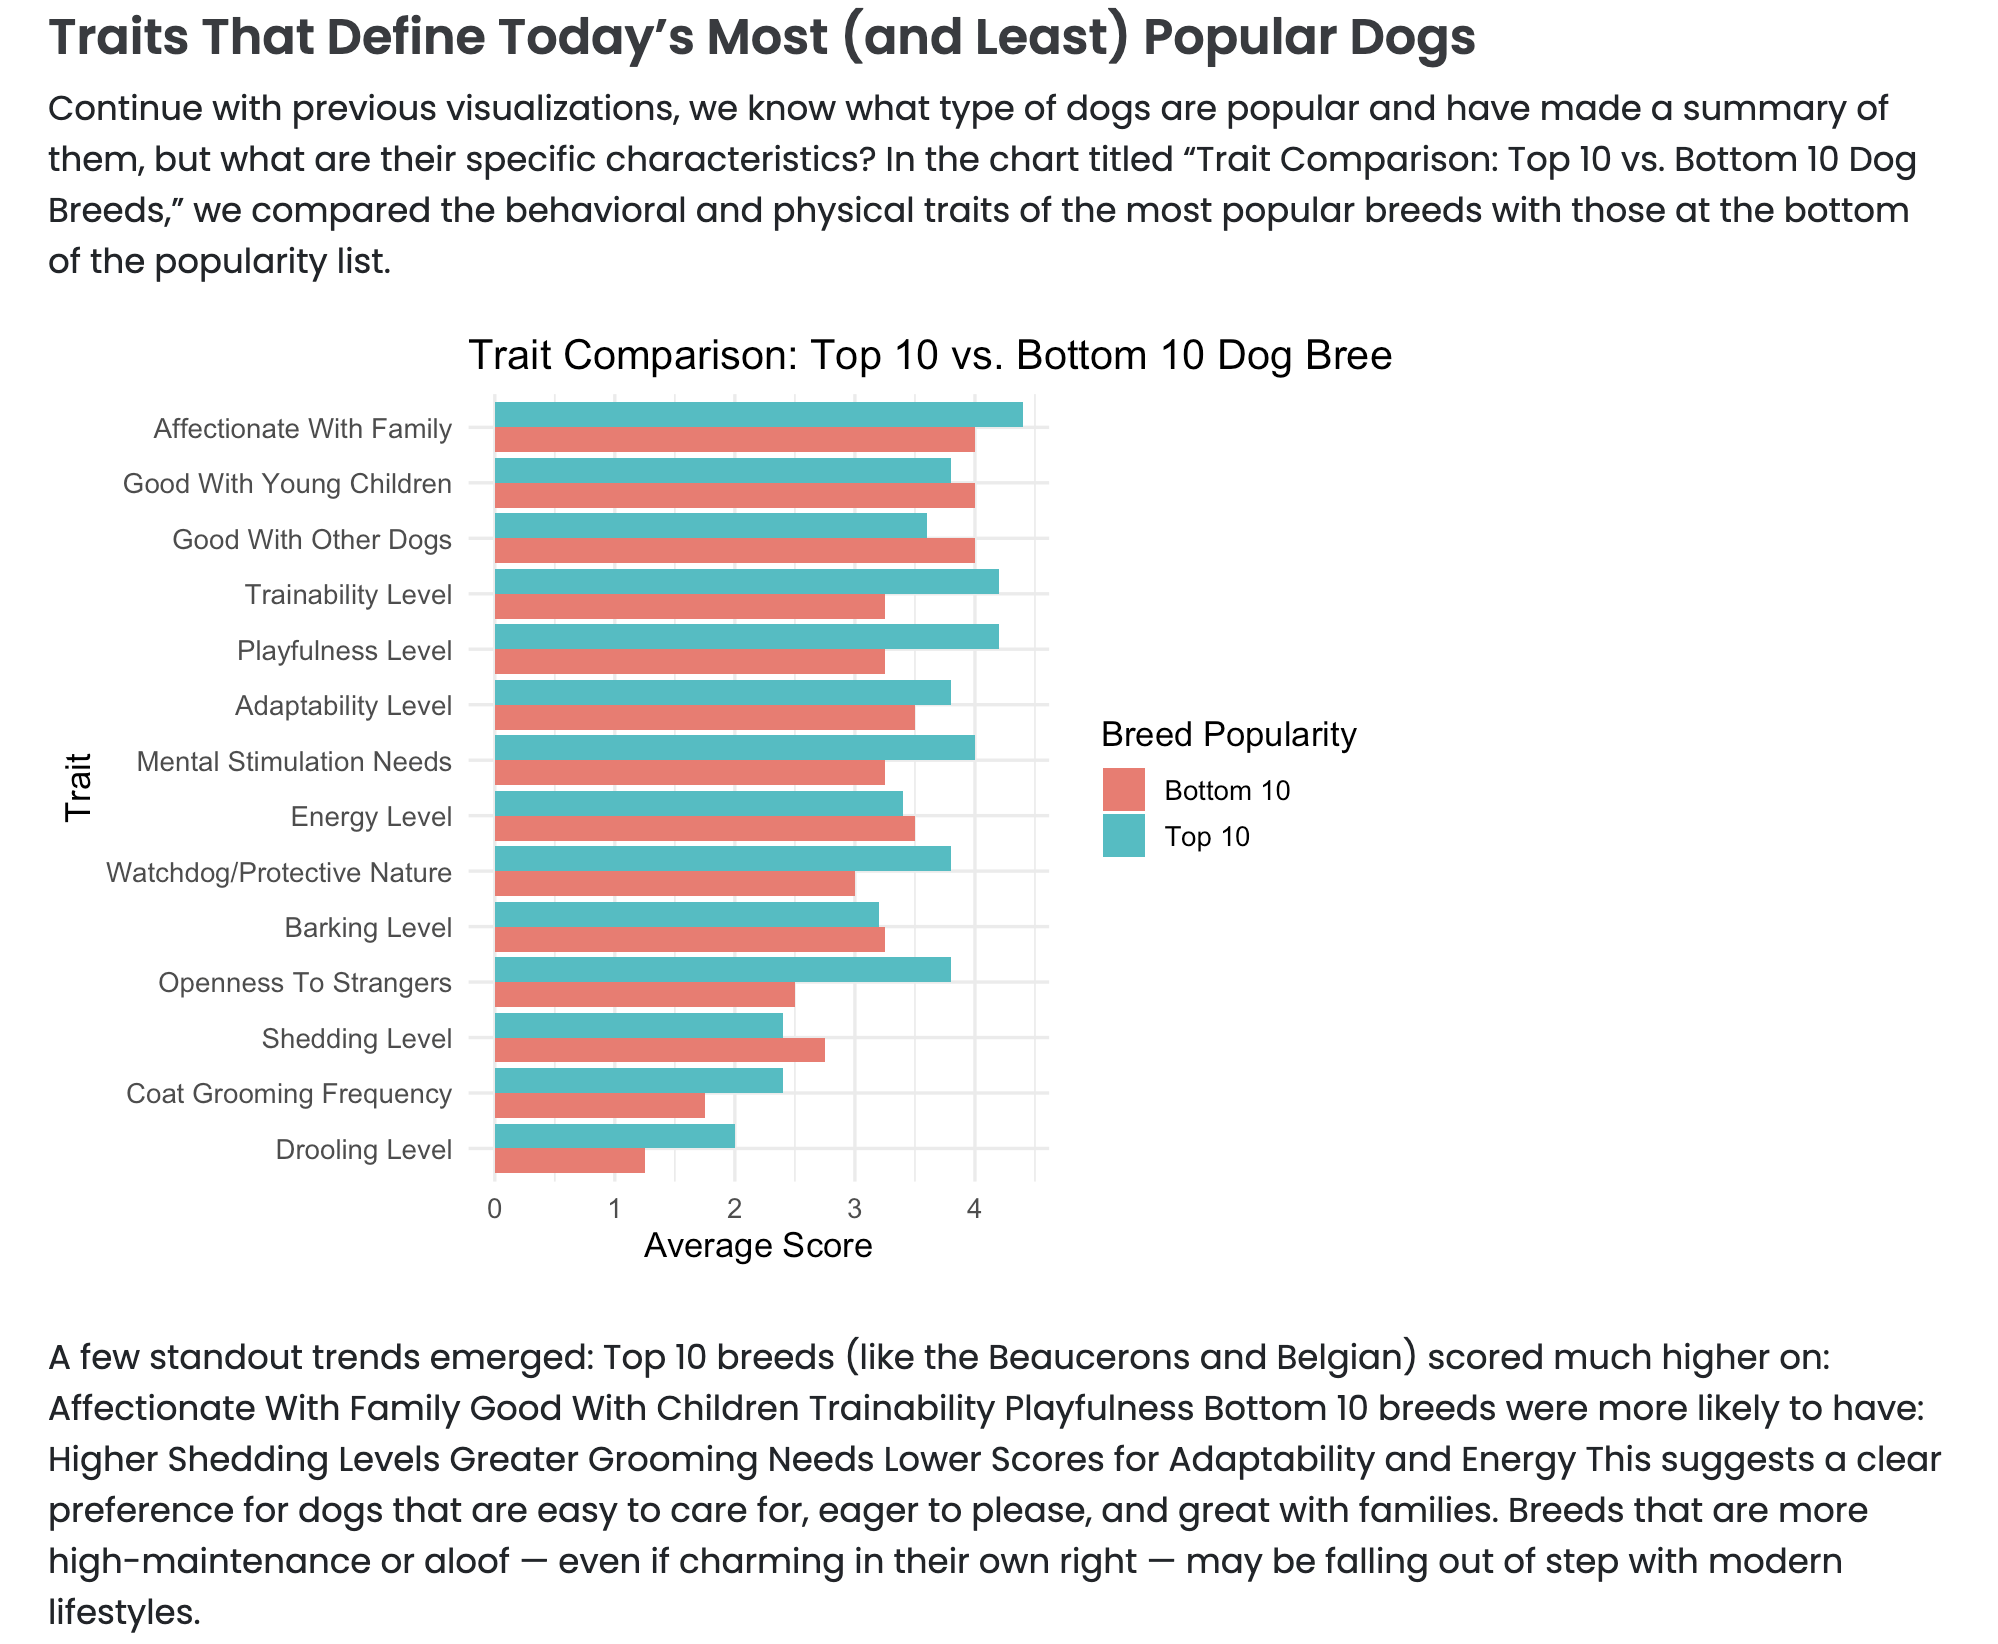 Traits That Define Today’s Most (and Least) Popular Dogs
Continue with previous visualizations, we know what type of dogs are popular and have made a summary of
them, but what are their specific characteristics? In the chart titled “Trait Comparison: Top 10 vs. Bottom 10 Dog
Breeds,” we compared the behavioral and physical traits of the most popular breeds with those at the bottom
of the popularity list.
Trait Comparison: Top 10 vs. Bottom 10 Dog Bree
Trait
Affectionate With Family
Good With Young Children
Good With Other Dogs
Trainability Level
Playfulness Level
Adaptability Level
Mental Stimulation Needs
Energy Level
Watchdog/Protective Nature
Barking Level
Openness To Strangers
Shedding Level
Coat Grooming Frequency
Drooling Level
0 1 2 3 4
Average Score
Breed Popularity
Bottom 10
Top 10
A few standout trends emerged: Top 10 breeds (like the Beaucerons and Belgian) scored much higher on:
Affectionate With Family Good With Children Trainability Playfulness Bottom 10 breeds were more likely to have:
Higher Shedding Levels Greater Grooming Needs Lower Scores for Adaptability and Energy This suggests a clear
preference for dogs that are easy to care for, eager to please, and great with families. Breeds that are more
high-maintenance or aloof — even if charming in their own right — may be falling out of step with modern
lifestyles.